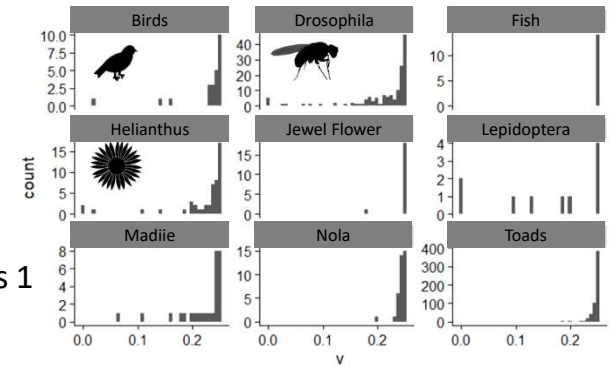 Birds Drosophila Fish
10.0 7.5 5.0 2.5 0.0
40 30 20 10 0
10 5 0
Helianthus Jewel Flower Lepidoptera
count
15 10 5 0
15 10 5 0
4 3 2 1 0
Madiie Nola Toads
s 1
8 6 4 2 0
15 10 5 0
400 300 200 100 0
0.0 0.1 0.2 0.0 0.1 0.2 0.0 0.1 0.2
v